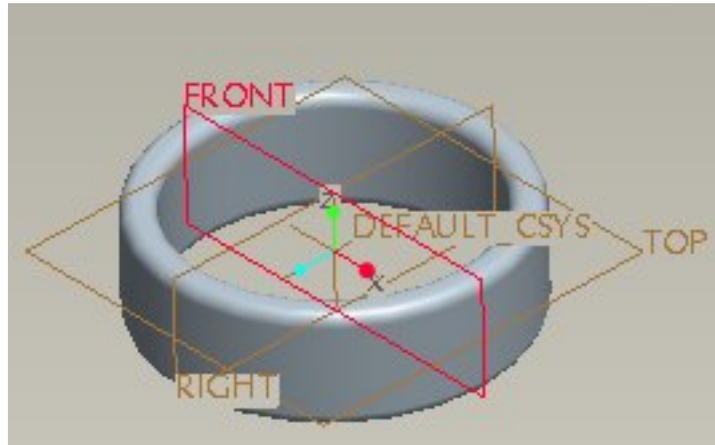 FRONT
Z
DEFAULT_CSYS
TOP
X
RIGHT